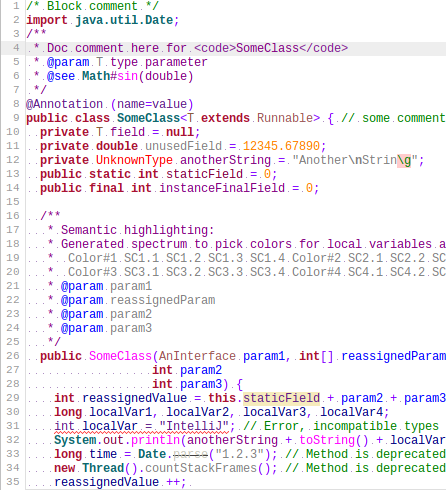 1 /* Block comment */
2 import java.util.Date;
3 /**
4  * Doc comment here for <code>SomeClass</code>
5  * @param T type parameter
6  * @see Math#sin(double)
7  */
8 @Annotation (name=value)
9 public class SomeClass<T extends Runnable> { // some comment
10   private T field = null;
11   private double unusedField = 12345.67890;
12   private UnknownType anotherString = "Another\nStrin\g";
13   public static int staticField = 0;
14   public final int instanceFinalField = 0;
15
16   /**
17    * Semantic highlighting:
18    * Generated spectrum to pick colors for local variables a
19    *  Color#1 SC1.1 SC1.2 SC1.3 SC1.4 Color#2 SC2.1 SC2.2 SC
20    *  Color#3 SC3.1 SC3.2 SC3.3 SC3.4 Color#4 SC4.1 SC4.2 SC
21    * @param param1
22    * @param reassignedParam
23    * @param param2
24    * @param param3
25    */
26   public SomeClass(AnInterface param1, int[] reassignedParam
27                   int param2
28                   int param3) {
29     int reassignedValue = this.staticField + param2 + param3
30     long localVar1, localVar2, localVar3, localVar4;
31     int localVar = "IntelliJ"; // Error, incompatible types
32     System.out.println(anotherString + toString() + localVar
33     long time = Date.parse("1.2.3"); // Method is deprecated
34     new Thread().countStackFrames(); // Method is deprecated
35     reassignedValue ++;